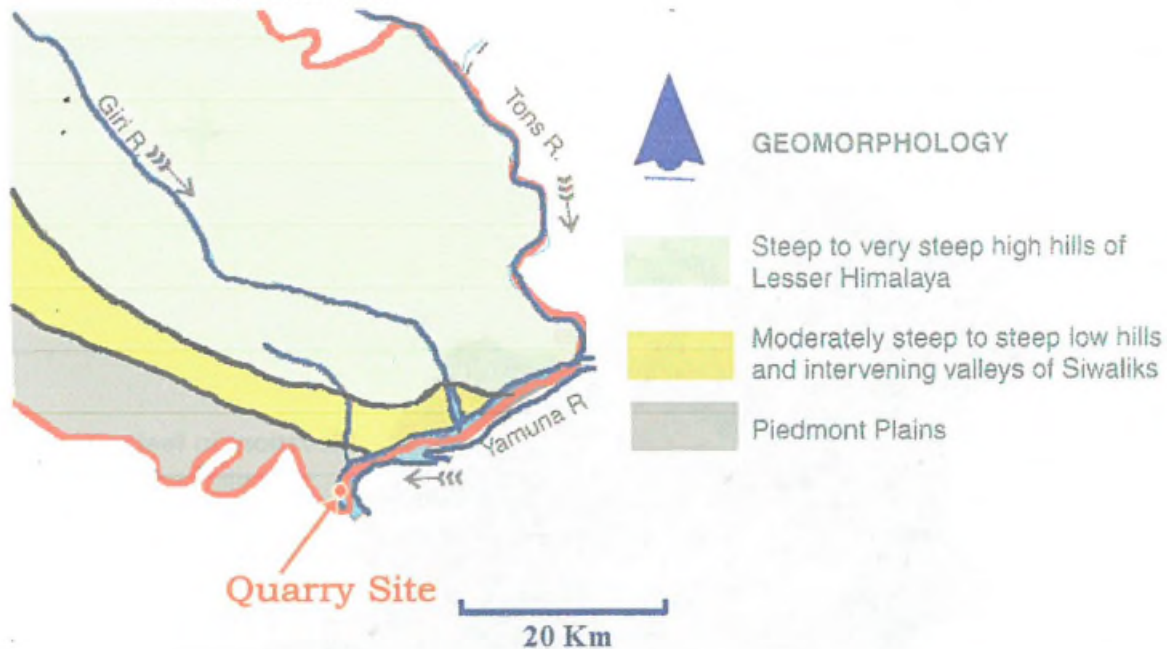 Giri R.
Tons R.
GEOMORPHOLOGY
Steep to very steep high hills of
Lesser Himalaya
Moderately steep to steep low hills
and intervening valleys of Siwaliks
Yamuna R
Piedmont Plains
Quarry Site
20 Km